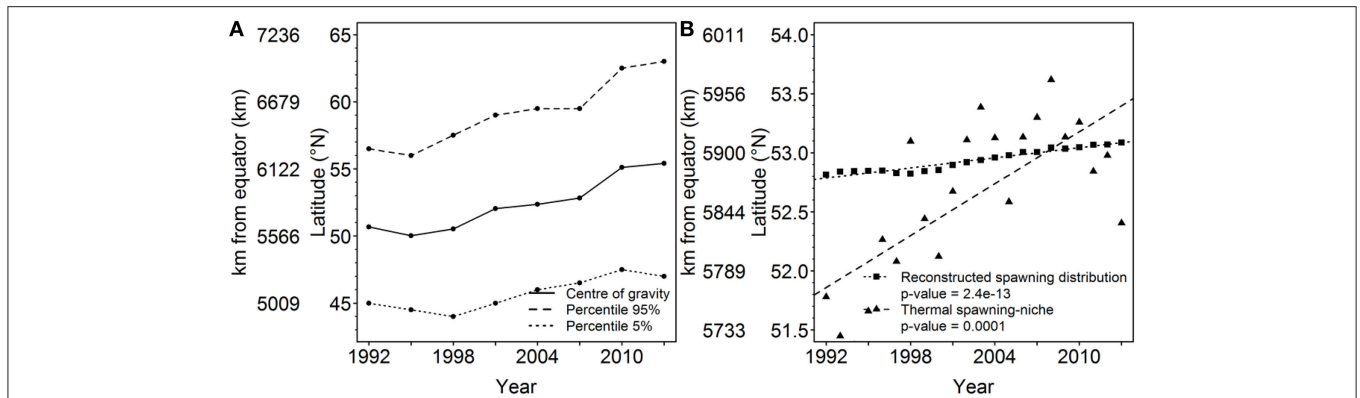 A
km from equator (km)
7236
6679
6122
5566
5009
Latitude (°N)
65
60
55
50
45
Centre of gravity
Percentile 95%
Percentile 5%
1992
1998
2004
2010
Year
B
km from equator (km)
6011
5956
5900
5844
5789
5733
Latitude (°N)
54.0
53.5
53.0
52.5
52.0
51.5
Reconstructed spawning distribution
p-value = 2.4e-13
Thermal spawning-niche
p-value = 0.0001
1992
1998
2004
2010
Year